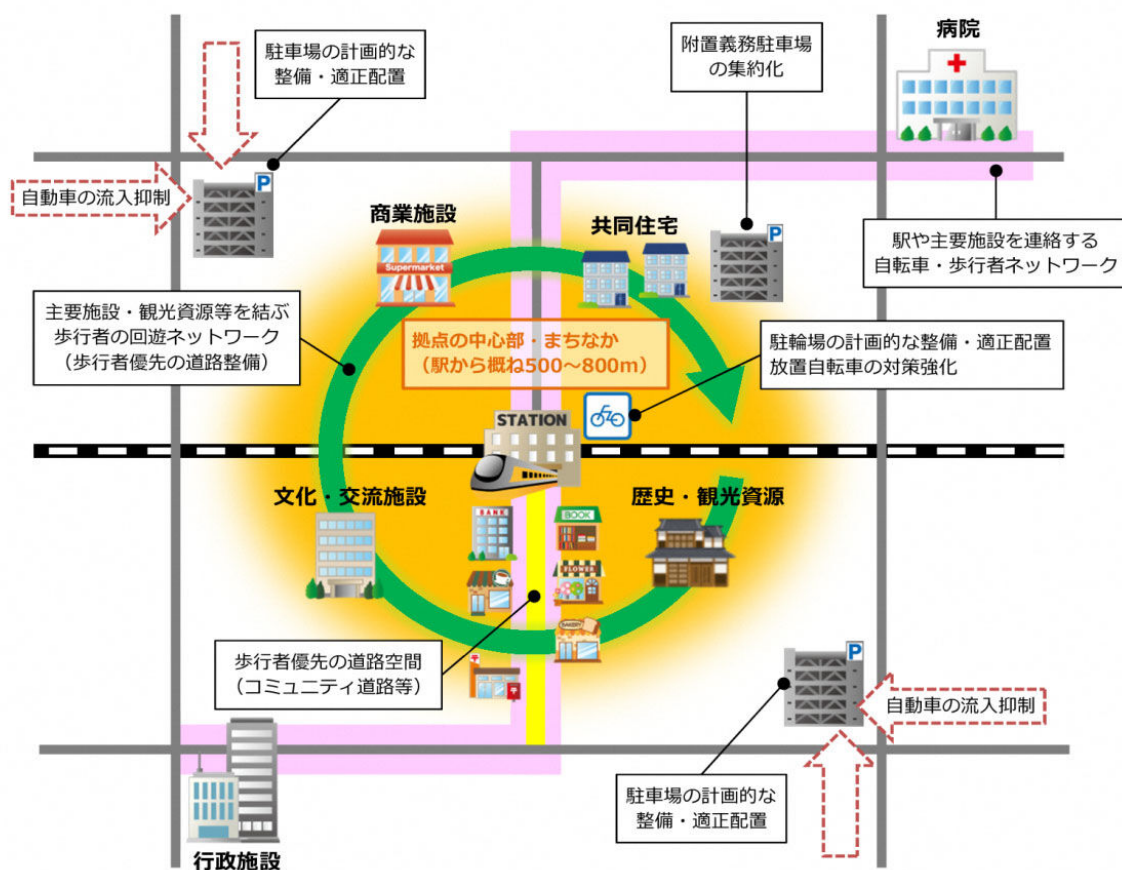 駐車場の計画的な
整備・適正配置
附置義務駐車場
の集約化
病院
P
自動車の流入抑制
P
商業施設
共同住宅
Supermarket
駅や主要施設を連絡する
自転車・歩行者ネットワーク
主要施設・観光資源等を結ぶ
歩行者の回遊ネットワーク
（歩行者優先の道路整備）
拠点の中心部・まちなか
（駅から概ね500～800m）
駐輪場の計画的な整備・適正配置
放置自転車の対策強化
STATION
文化・交流施設
歴史・観光資源
BANK
BOOK
FLOWER
BAKERY
歩行者優先の道路空間
（コミュニティ道路等）
〒
〒
P
自動車の流入抑制
駐車場の計画的な
整備・適正配置
行政施設